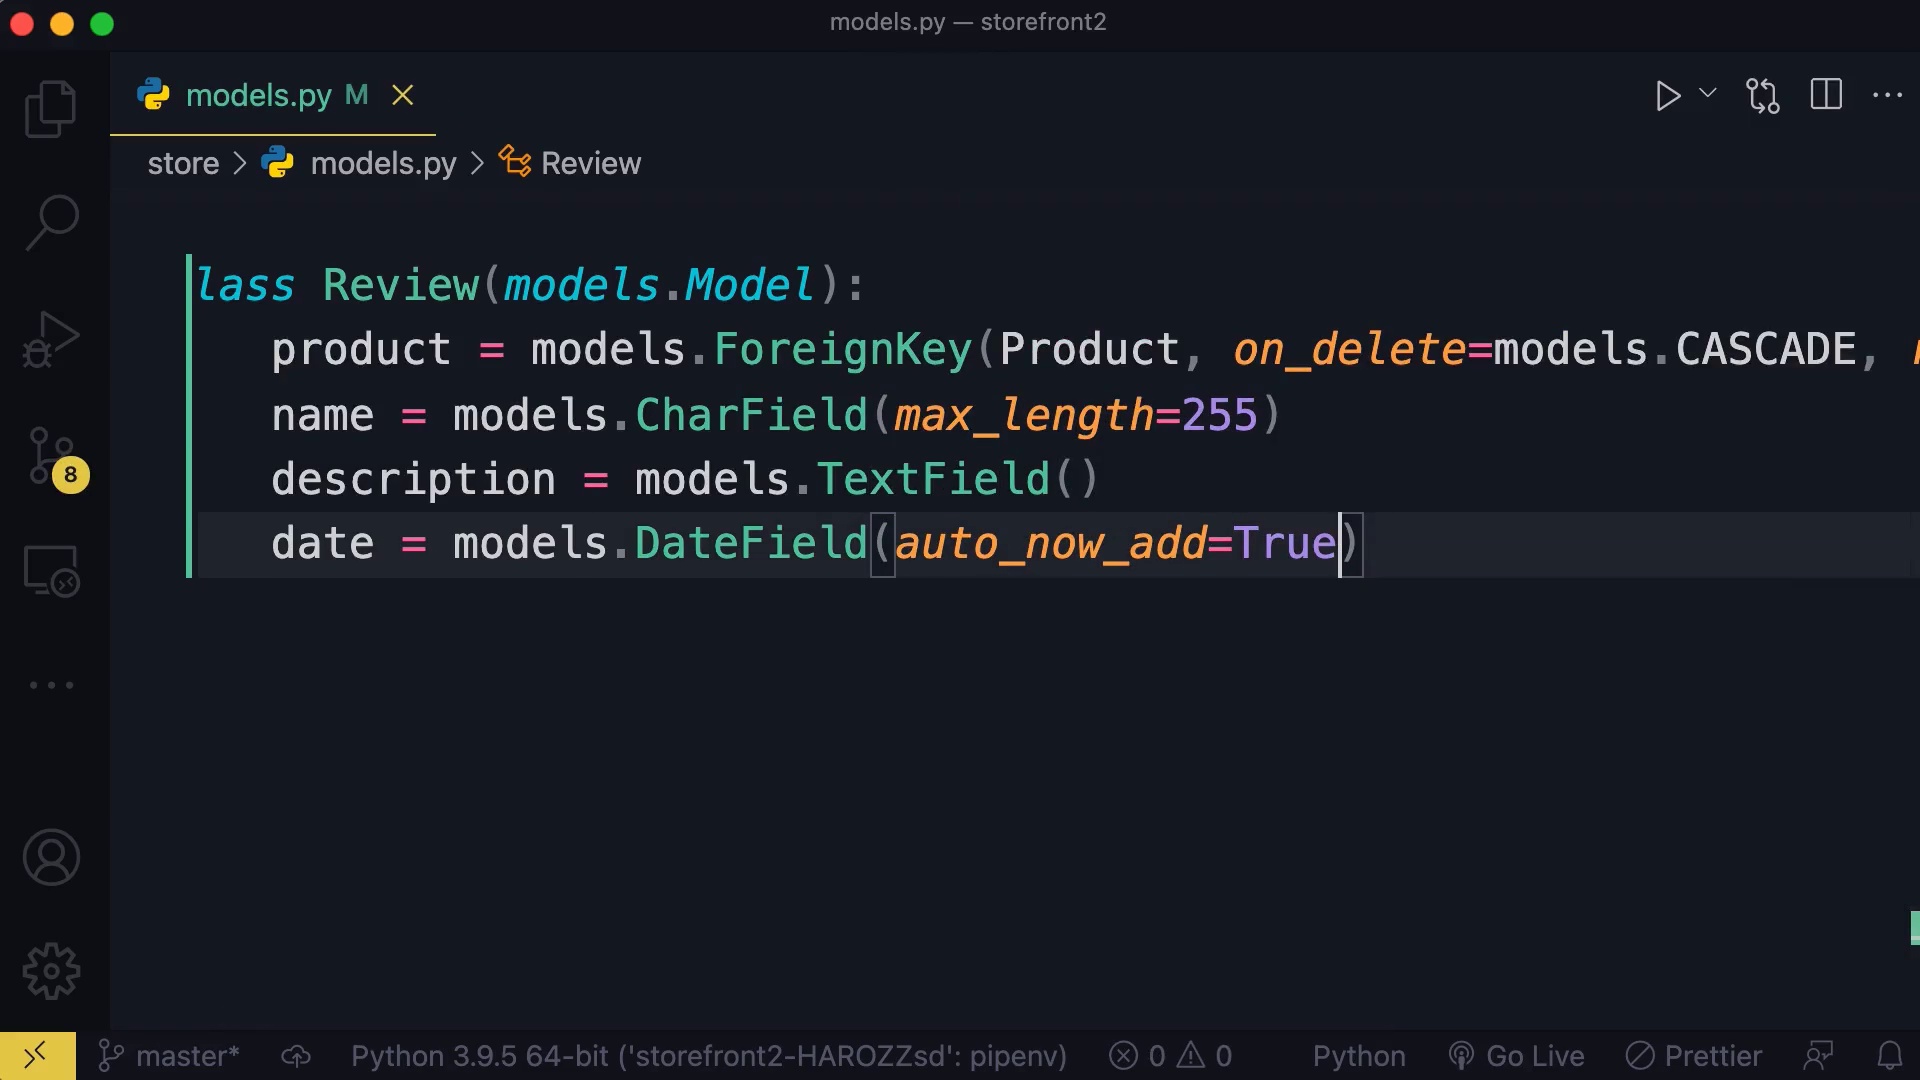 models.py — storefront2
models.py M
store > models.py > Review
lass Review(models.Model):
product = models.ForeignKey(Product, on_delete=models.CASCADE,
name = models.CharField(max_length=255)
description = models.TextField()
date = models.DateField(auto_now_add=True)
8
master* Python 3.9.5 64-bit ('storefront2-HAROZZsd': pipenv) 0 0 Python Go Live Prettier